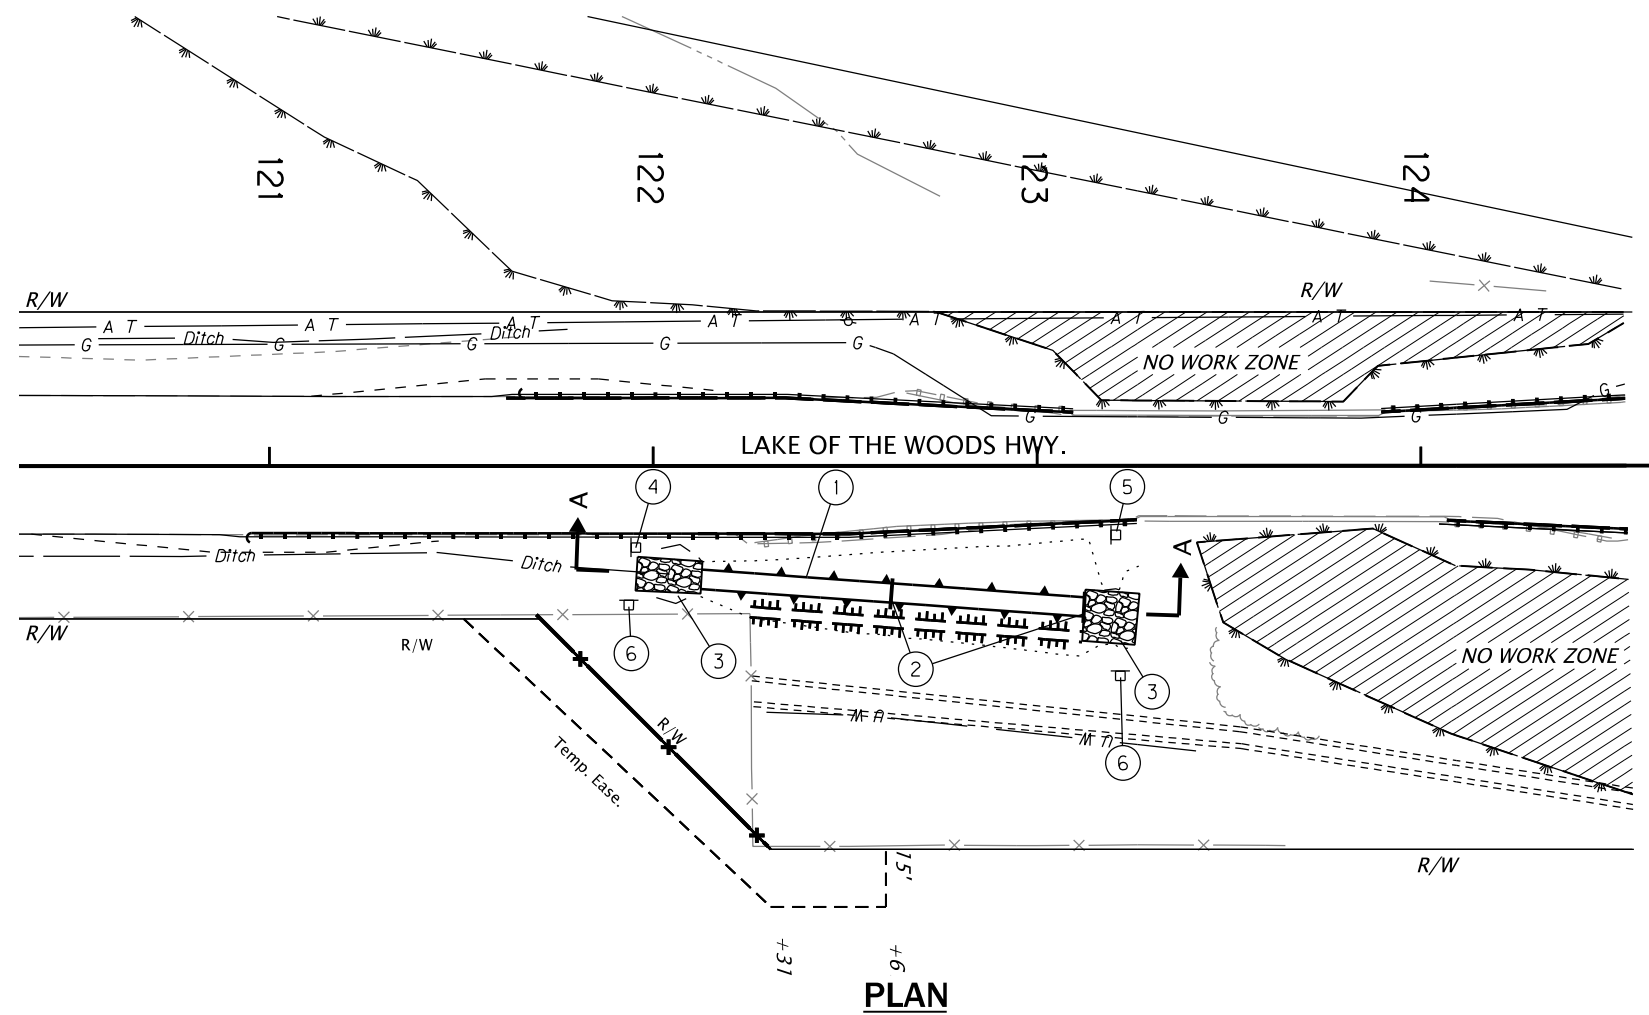 121
122
123
124
R/W
R/W
A T
A T
A T
A T
A T
A T
A T
A T
Ditch
Ditch
G
G
G
G
G
NO WORK ZONE
G
G
G
G
LAKE OF THE WOODS HWY.
4
1
5
A
A
Ditch
Ditch
R/W
R/W
6
3
2
3
NO WORK ZONE
R/W
Temp. Ease.
6
15'
R/W
+31
+6
PLAN